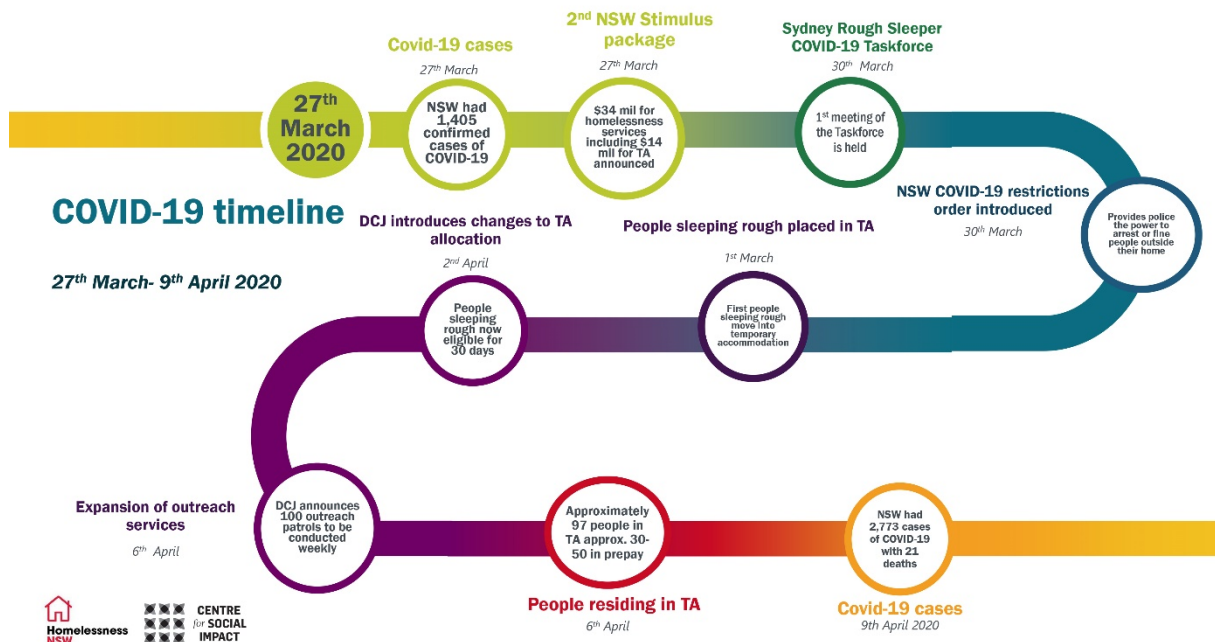 27th
March
2020
Covid-19 cases
27th March
NSW had
1,405
confirmed
cases of
COVID-19
2nd NSW Stimulus
package
27th March
$34 mil for
homelessness
services
including $14
mil for TA
announced
Sydney Rough Sleeper
COVID-19 Taskforce
30th March
1st meeting of
the Taskforce
is held
COVID-19 timeline
27th March- 9th April 2020
NSW COVID-19 restrictions
order introduced
30th March
Provides police
the power to
arrest or fine
people outside
their home
People sleeping rough placed in TA
1st March
First people
sleeping rough
move into
temporary
accommodation
DCJ introduces changes to TA
allocation
2nd April
People
sleeping
rough now
eligible for
30 days
Expansion of outreach
services
6th April
DCJ announces
100 outreach
patrols to be
conducted
weekly
Approximately
97 people in
TA approx. 30-
50 in prepay
People residing in TA
6th April
NSW had
2,773 cases
of COVID-19
with 21
deaths
Covid-19 cases
9th April 2020
Homelessness
NSW
CENTRE
for SOCIAL
IMPACT